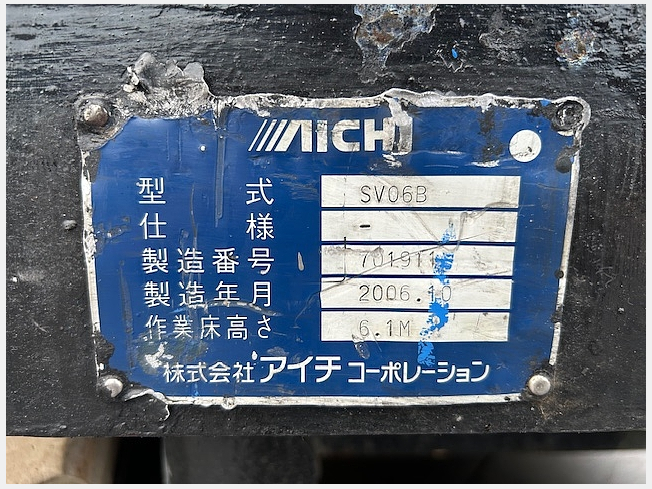 AICHI
型式 SV06B
仕様 -
製造番号
製造年月 2006.10
作業床高さ 6.1M
株式会社アイチコーポレーション